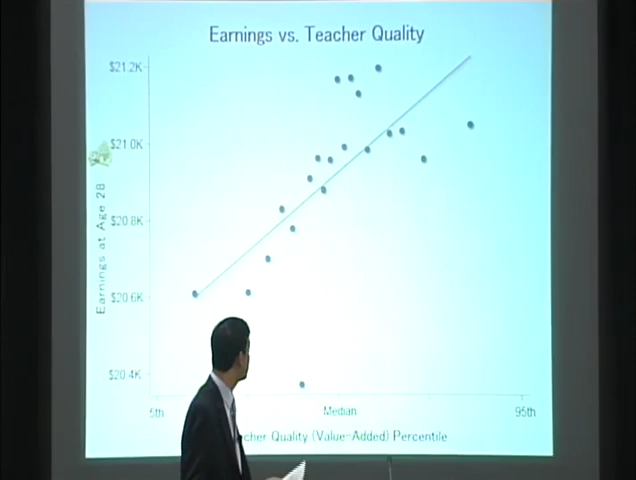 Earnings vs. Teacher Quality
$21.2K
$21.0K
$20.8K
$20.6K
$20.4K
Earnings at Age 28
5th
Median
95th
cher Quality (Value-Added) Percentile